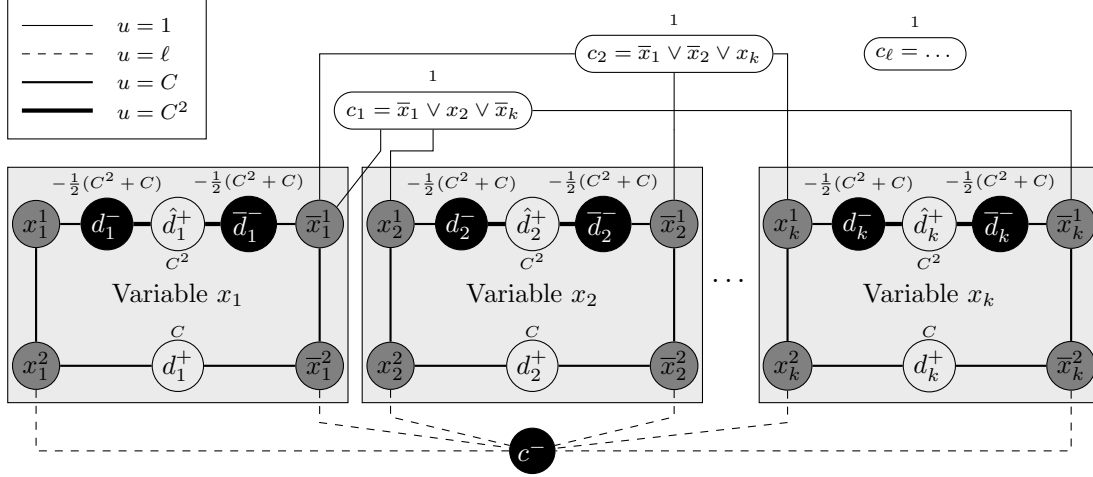 u = 1
u = ℓ
u = C
u = C²
1
c₂ = x̅₁ ∨ x̅₂ ∨ xₖ
1
c_ℓ = …
1
c₁ = x̅₁ ∨ x₂ ∨ x̅ₖ
−½(C² + C) −½(C² + C) −½(C² + C) −½(C² + C) −½(C² + C) −½(C² + C)
x₁¹ d₁⁻ d̂₁⁺ d̅₁⁻ x̅₁¹ x₂¹ d₂⁻ d̂₂⁺ d̅₂⁻ x̅₂¹ xₖ¹ dₖ⁻ d̂ₖ⁺ d̅ₖ⁻ x̅ₖ¹
C² C² C²
Variable x₁ Variable x₂ … Variable xₖ
C C C
x₁² d₁⁺ x̅₁² x₂² d₂⁺ x̅₂² xₖ² dₖ⁺ x̅ₖ²
c⁻